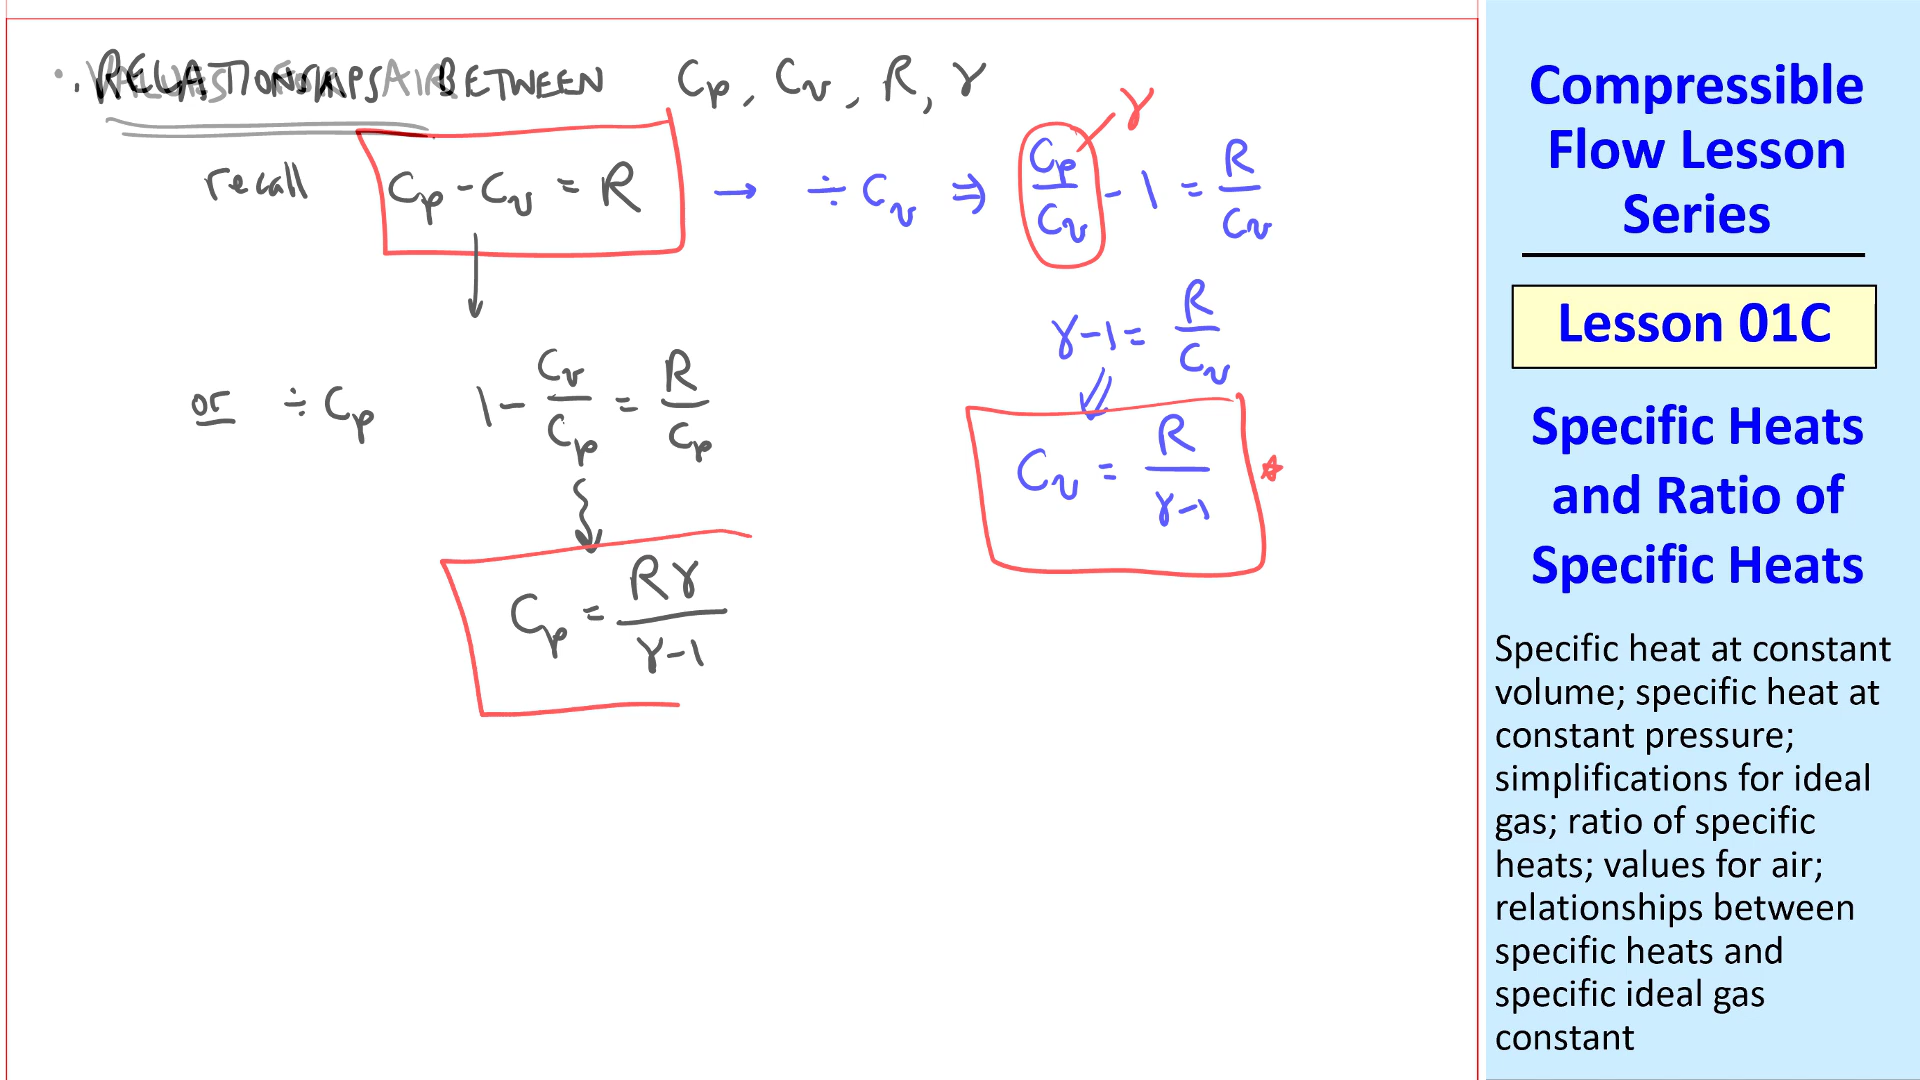 . RELATIONSHIPS BETWEEN Cp, Cv, R, γ
• VALUES FOR AIR
recall Cp - Cv = R → ÷ Cv ⇒ Cp/Cv - 1 = R/Cv
γ
γ-1 = R/Cv
or ÷ Cp 1 - Cv/Cp = R/Cp
Cv = R/γ-1 *
Cp = Rγ/γ-1
Compressible
Flow Lesson
Series
Lesson 01C
Specific Heats
and Ratio of
Specific Heats
Specific heat at constant
volume; specific heat at
constant pressure;
simplifications for ideal
gas; ratio of specific
heats; values for air;
relationships between
specific heats and
specific ideal gas
constant